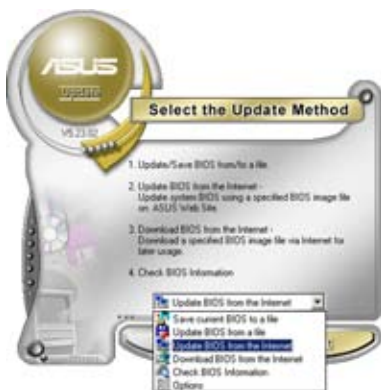 ASUS
Update
V5.23.02
Select the Update Method
1. Update/Save BIOS from/to a file.
2. Update BIOS from the Internet -
Update system BIOS using a specified BIOS image file
on ASUS Web Site.
3. Download BIOS from the Internet -
Download a specified BIOS image file via Internet for
later usage.
4. Check BIOS Information
Update BIOS from the Internet
Save current BIOS to a file
Update BIOS from a file
Update BIOS from the Internet
Download BIOS from the Internet
Check BIOS Information
Options